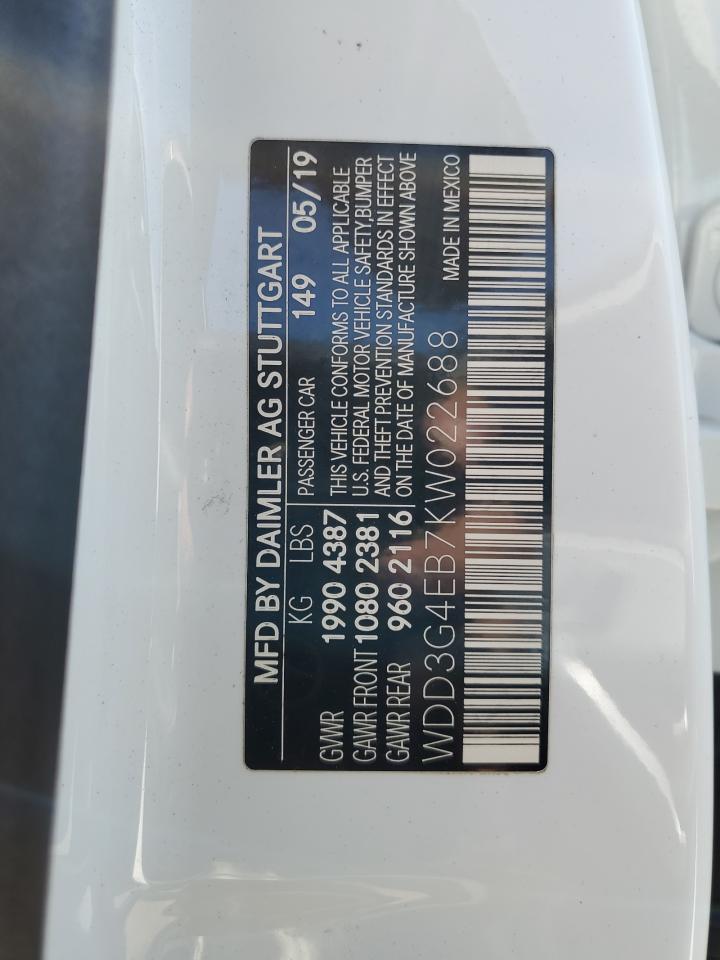 MFD BY DAIMLER AG STUTTGART
KG LBS PASSENGER CAR 149 05/19
GVWR 1990 4387 THIS VEHICLE CONFORMS TO ALL APPLICABLE
GAWR FRONT 1080 2381 U.S. FEDERAL MOTOR VEHICLE SAFETY,BUMPER
AND THEFT PREVENTION STANDARDS IN EFFECT
GAWR REAR 960 2116 ON THE DATE OF MANUFACTURE SHOWN ABOVE
WDD3G4EB7KW022688 MADE IN MEXICO